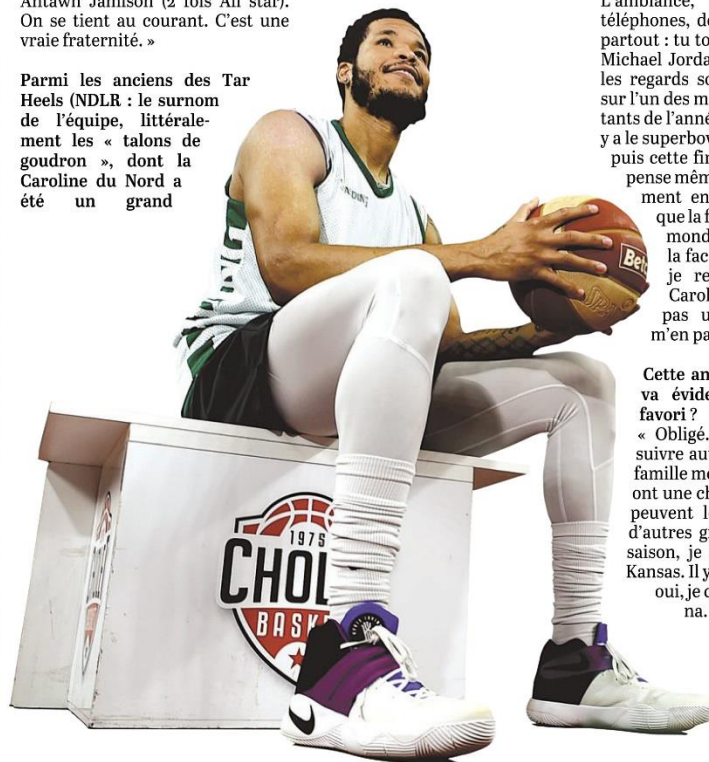 Antawn Jamison (2 fois All star).
On se tient au courant. C’est une
vraie fraternité. »
Parmi les anciens des Tar
Heels (NDLR : le surnom
de l’équipe, littérale-
ment les « talons de
goudron », dont la
Caroline du Nord a
été un grand
L’ambiance,
téléphones, de
partout : tu to
Michael Jorda
les regards so
sur l’un des m
tants de l’anné
y a le superbov
puis cette fin
pense mêm
ment en
que la f
mond
la fac
je re
Carol
pas u
m’en pa
Cette an
va évide
favori ?
« Obligé.
suivre au
famille me
ont une ch
peuvent l
d’autres g
saison, je
Kansas. Il y
oui, je c
na.
Bet
1975
CHOL
BASK